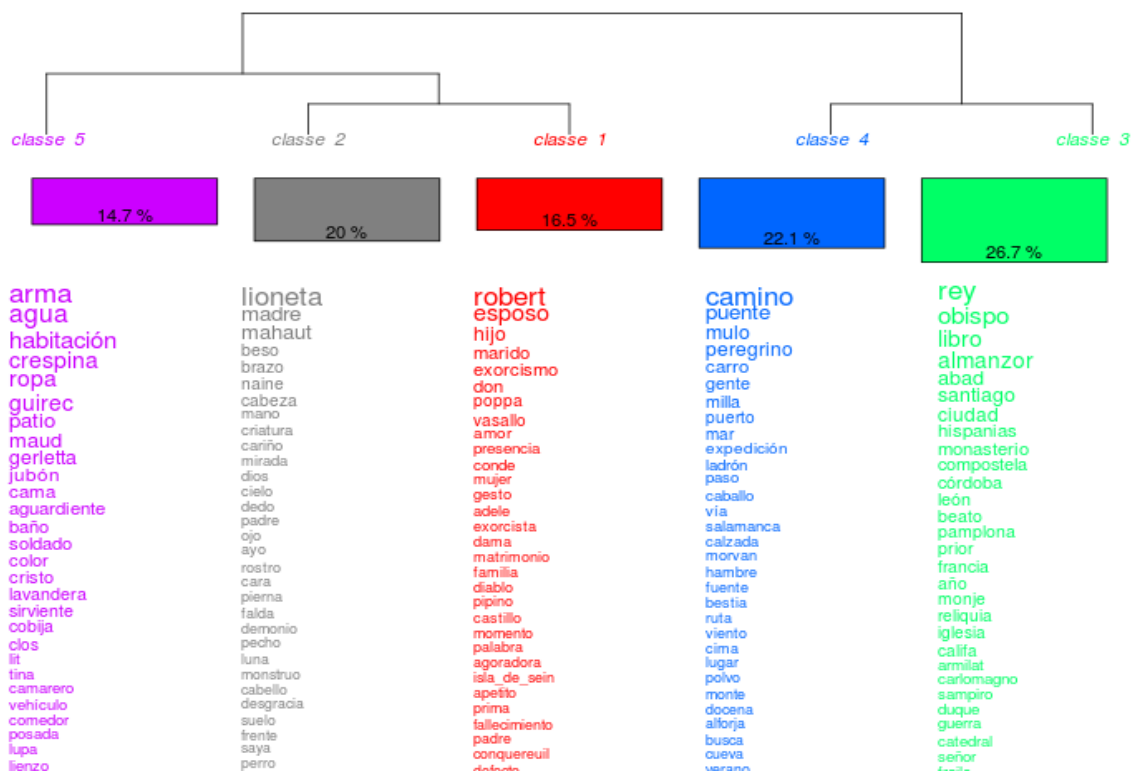 classe 5
classe 2
classe 1
classe 4
classe 3
14.7 %
20 %
16.5 %
22.1 %
26.7 %
arma
agua
habitación
crespina
ropa
guirec
patio
maud
gerletta
jubón
cama
aguardiente
baño
soldado
color
cristo
lavandera
sirviente
cobija
clos
lit
tina
camarero
vehículo
comedor
posada
lupa
lienzo
lioneta
madre
mahaut
beso
brazo
naine
cabeza
mano
criatura
cariño
mirada
dios
cielo
dedo
padre
ojo
ayo
rostro
cara
pierna
falda
demonio
pecho
luna
monstruo
cabello
desgracia
suelo
frente
saya
perro
robert
esposo
hijo
marido
exorcismo
don
poppa
vasallo
amor
presencia
conde
mujer
gesto
adele
exorcista
dama
matrimonio
familia
diablo
pipino
castillo
momento
palabra
agoradora
isla_de_sein
apetito
prima
fallecimiento
padre
conquereuil
camino
puente
mulo
peregrino
carro
gente
milla
puerto
mar
expedición
ladrón
paso
caballo
vía
salamanca
calzada
morvan
hambre
fuente
bestia
ruta
viento
cima
lugar
polvo
monte
docena
alforja
busca
cueva
verano
rey
obispo
libro
almanzor
abad
santiago
ciudad
hispanias
monasterio
compostela
córdoba
león
beato
pamplona
prior
francia
año
monje
reliquia
iglesia
califa
armilat
carlomagno
sampiro
duque
guerra
catedral
señor